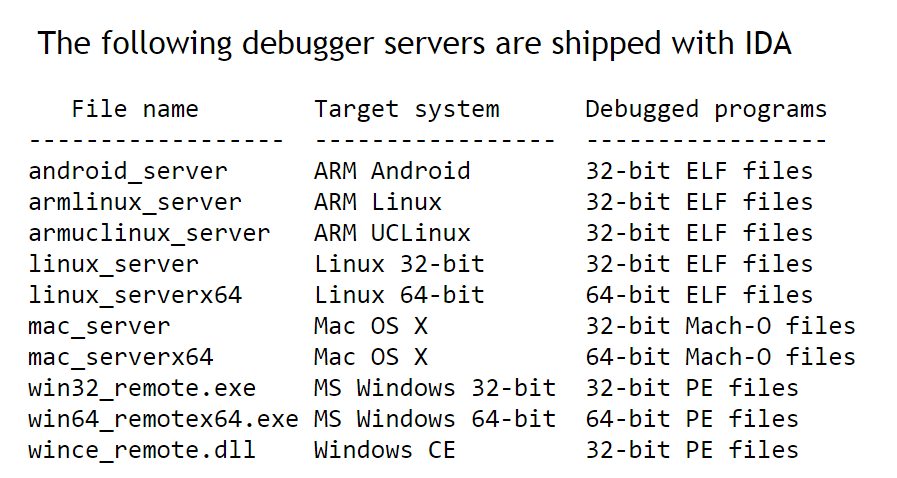 The following debugger servers are shipped with IDA
File name Target system Debugged programs
------------------ ----------------- -----------------
android_server ARM Android 32-bit ELF files
armlinux_server ARM Linux 32-bit ELF files
armuclinux_server ARM UCLinux 32-bit ELF files
linux_server Linux 32-bit 32-bit ELF files
linux_serverx64 Linux 64-bit 64-bit ELF files
mac_server Mac OS X 32-bit Mach-O files
mac_serverx64 Mac OS X 64-bit Mach-O files
win32_remote.exe MS Windows 32-bit 32-bit PE files
win64_remotex64.exe MS Windows 64-bit 64-bit PE files
wince_remote.dll Windows CE 32-bit PE files